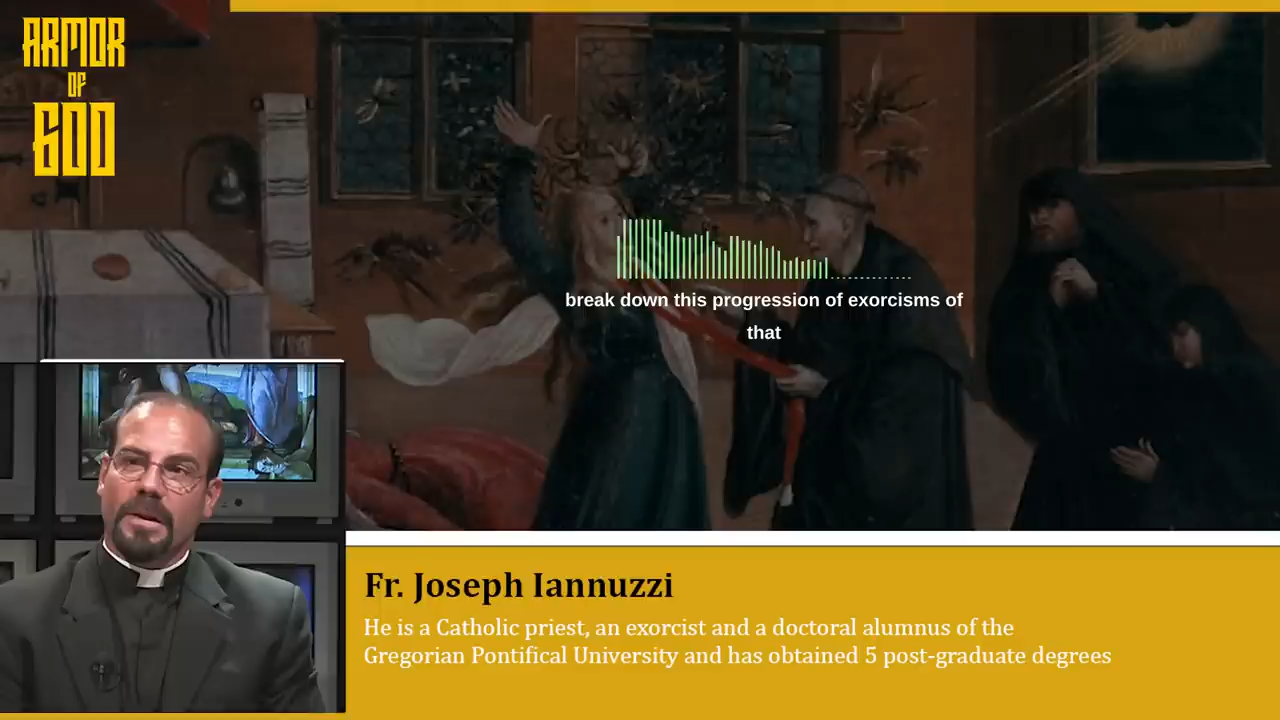 ARMOR
OF
GOD
break down this progression of exorcisms of
that
Fr. Joseph Iannuzzi
He is a Catholic priest, an exorcist and a doctoral alumnus of the
Gregorian Pontifical University and has obtained 5 post-graduate degrees